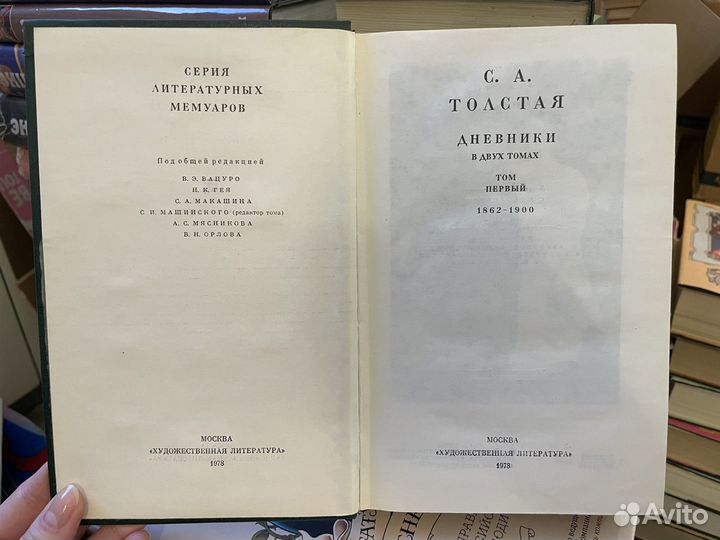 СЕРИЯ
ЛИТЕРАТУРНЫХ
МЕМУАРОВ
Под общей редакцией
В. Э. ВАЦУРО
Н. К. ГЕЯ
С. А. МАКАШИНА
С. И. МАШИНСКОГО (редактор тома)
А. С. МЯСНИКОВА
В. Н. ОРЛОВА
МОСКВА
«ХУДОЖЕСТВЕННАЯ ЛИТЕРАТУРА»
1978
С. А.
ТОЛСТАЯ
ДНЕВНИКИ
В ДВУХ ТОМАХ
ТОМ
ПЕРВЫЙ
1862-1900
МОСКВА
«ХУДОЖЕСТВЕННАЯ ЛИТЕРАТУРА»
1978
Avito